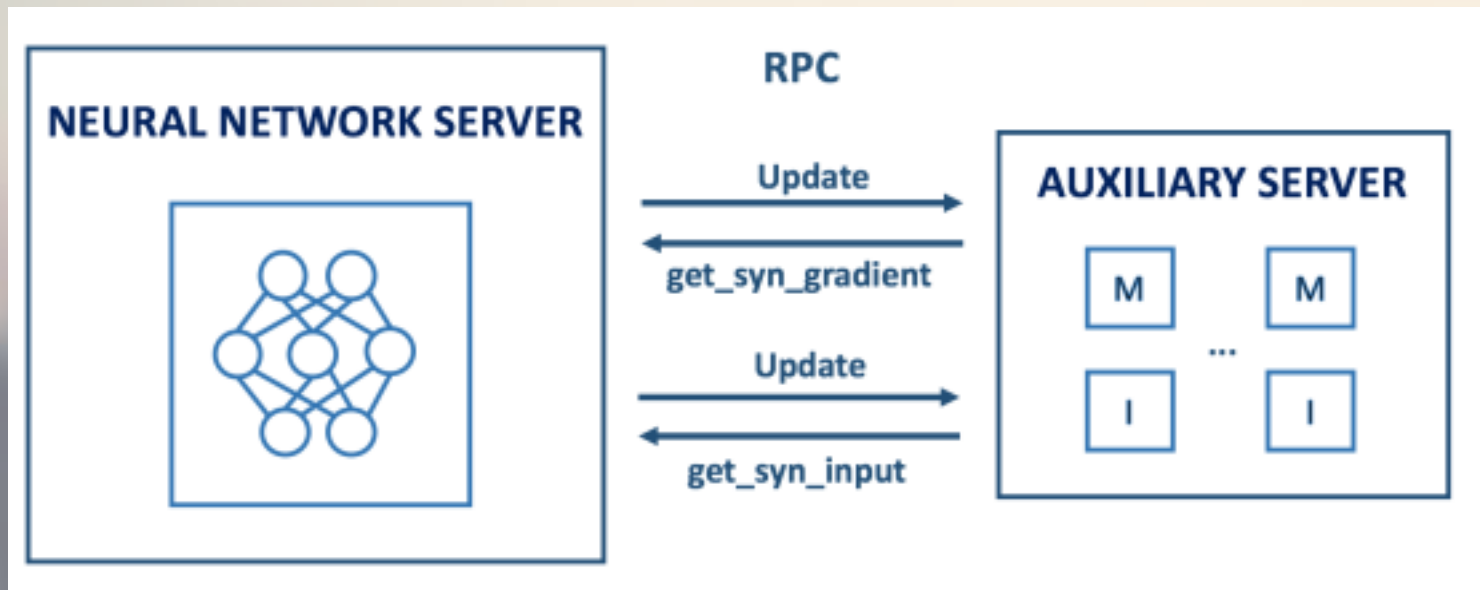 RPC
NEURAL NETWORK SERVER
Update
get_syn_gradient
Update
get_syn_input
AUXILIARY SERVER
M
M
...
I
I